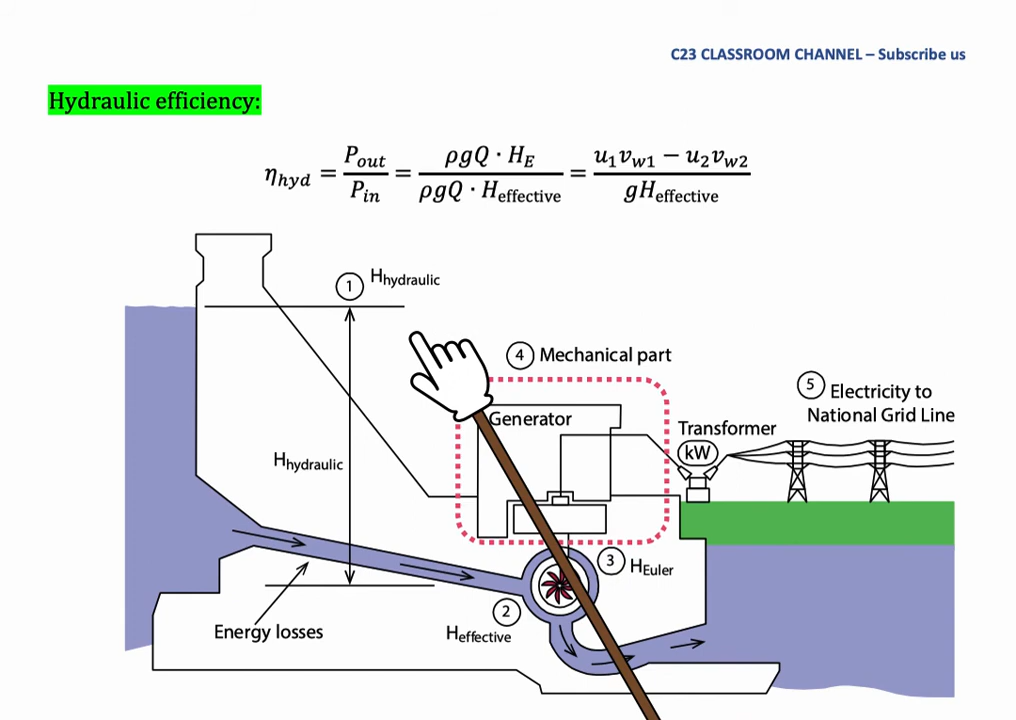 C23 CLASSROOM CHANNEL – Subscribe us
Hydraulic efficiency:
η_hyd = P_out / P_in = ρgQ · H_E / ρgQ · H_effective = u_1v_w1 − u_2v_w2 / gH_effective
1 H_hydraulic
4 Mechanical part
5 Electricity to
National Grid Line
Generator
Transformer
kW
H_hydraulic
3 H_Euler
2
H_effective
Energy losses